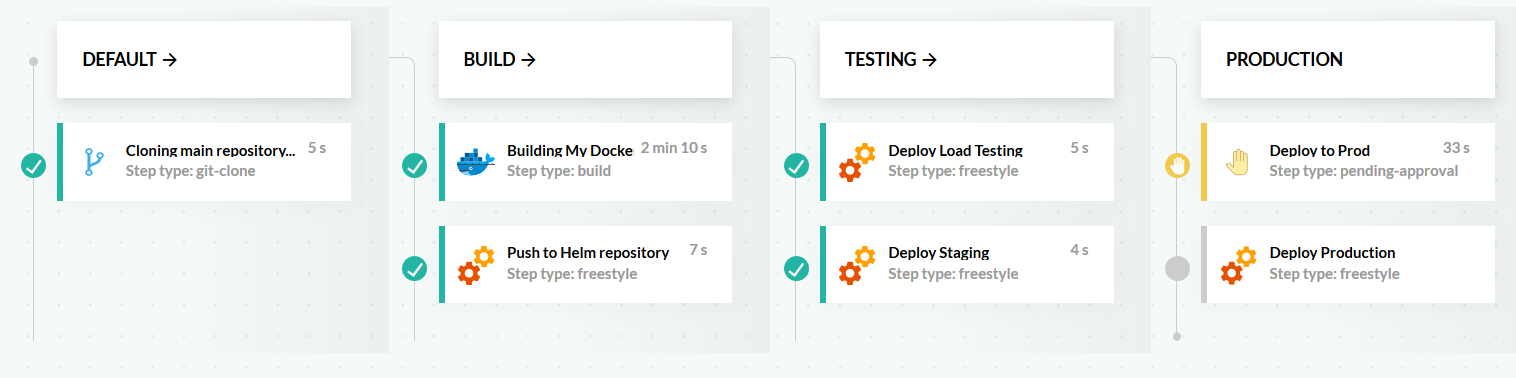 DEFAULT →
Cloning main repository... 5 s
Step type: git-clone
BUILD →
Building My Docke 2 min 10 s
Step type: build
Push to Helm repository 7 s
Step type: freestyle
TESTING →
Deploy Load Testing 5 s
Step type: freestyle
Deploy Staging 4 s
Step type: freestyle
PRODUCTION
Deploy to Prod 33 s
Step type: pending-approval
Deploy Production
Step type: freestyle